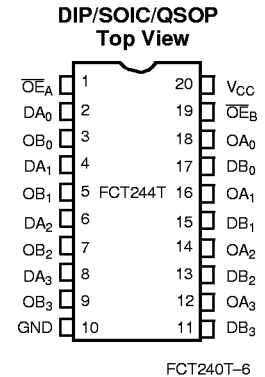 DIP/SOIC/QSOP
Top View
OEA 1 20 VCC
DA0 2 19 OEB
OB0 3 18 OA0
DA1 4 17 DB0
OB1 5 FCT244T 16 OA1
DA2 6 15 DB1
OB2 7 14 OA2
DA3 8 13 DB2
OB3 9 12 OA3
GND 10 11 DB3
FCT240T–6